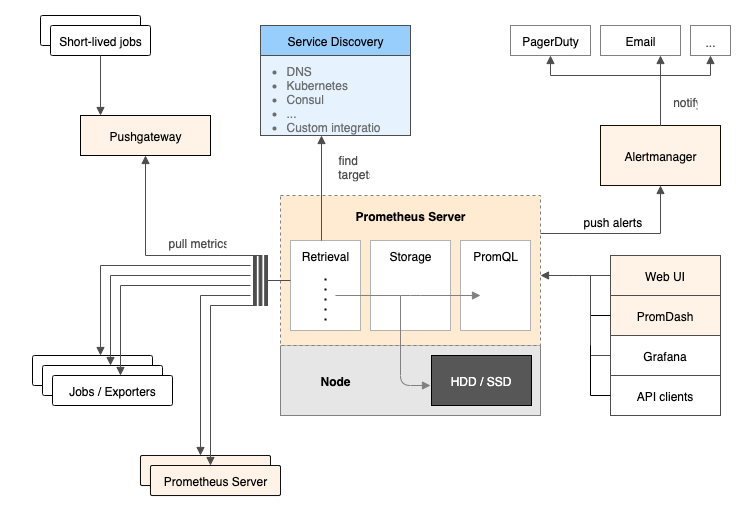 Short-lived jobs
Service Discovery
PagerDuty
Email
...
• DNS
• Kubernetes
• Consul
• ...
• Custom integratio
notify
Pushgateway
Alertmanager
find
target
Prometheus Server
push alerts
pull metrics
Retrieval
Storage
PromQL
Web UI
PromDash
Grafana
API clients
Node
HDD / SSD
Jobs / Exporters
Prometheus Server